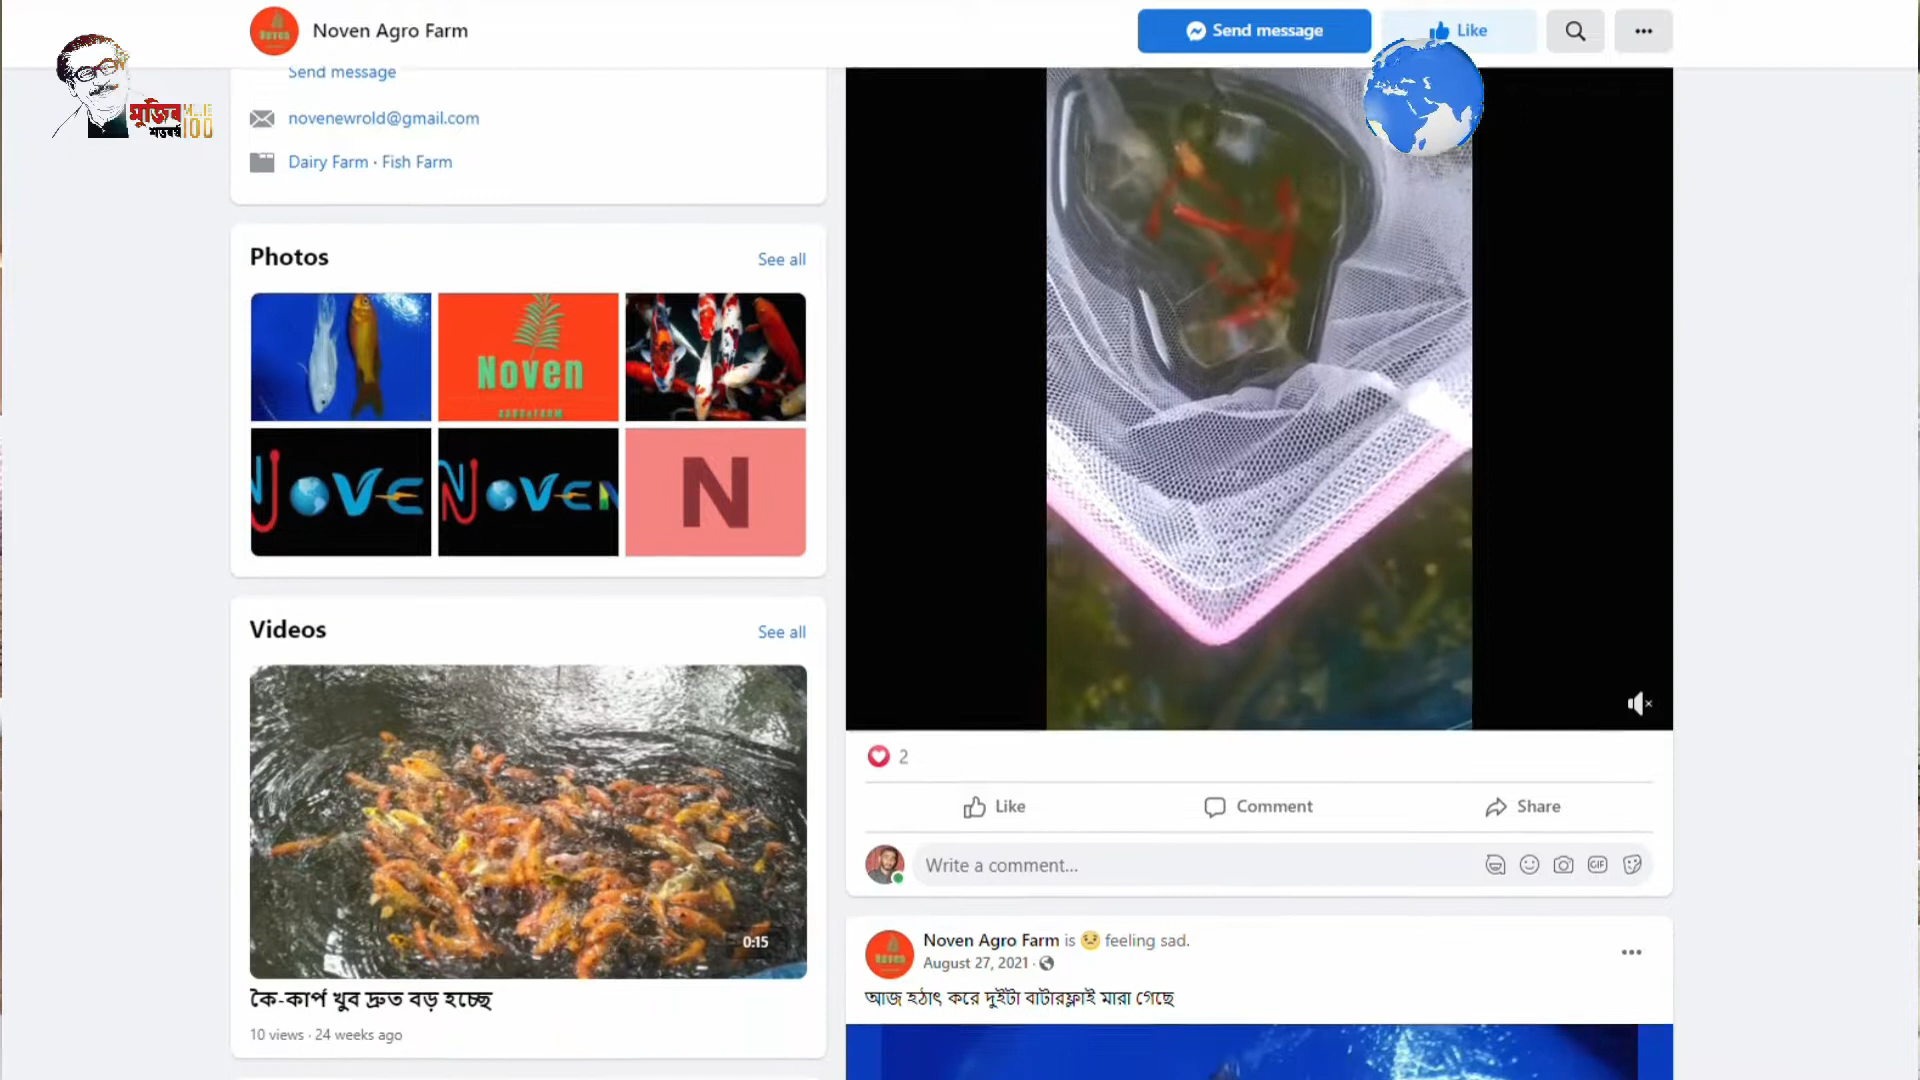 Noven Agro Farm
Send message
Like
মুজিব
শতবর্ষ
100
Send message
novenewrold@gmail.com
Dairy Farm · Fish Farm
Photos
See all
Noven
NOVE
NOVEN
N
Videos
See all
0:15
কৈ-কার্প খুব দ্রুত বড় হচ্ছে
10 views · 24 weeks ago
2
Like
Comment
Share
Write a comment...
GIF
Noven Agro Farm is 😟 feeling sad.
August 27, 2021 ·
আজ হঠাৎ করে দুইটা বাটারফ্লাই মারা গেছে